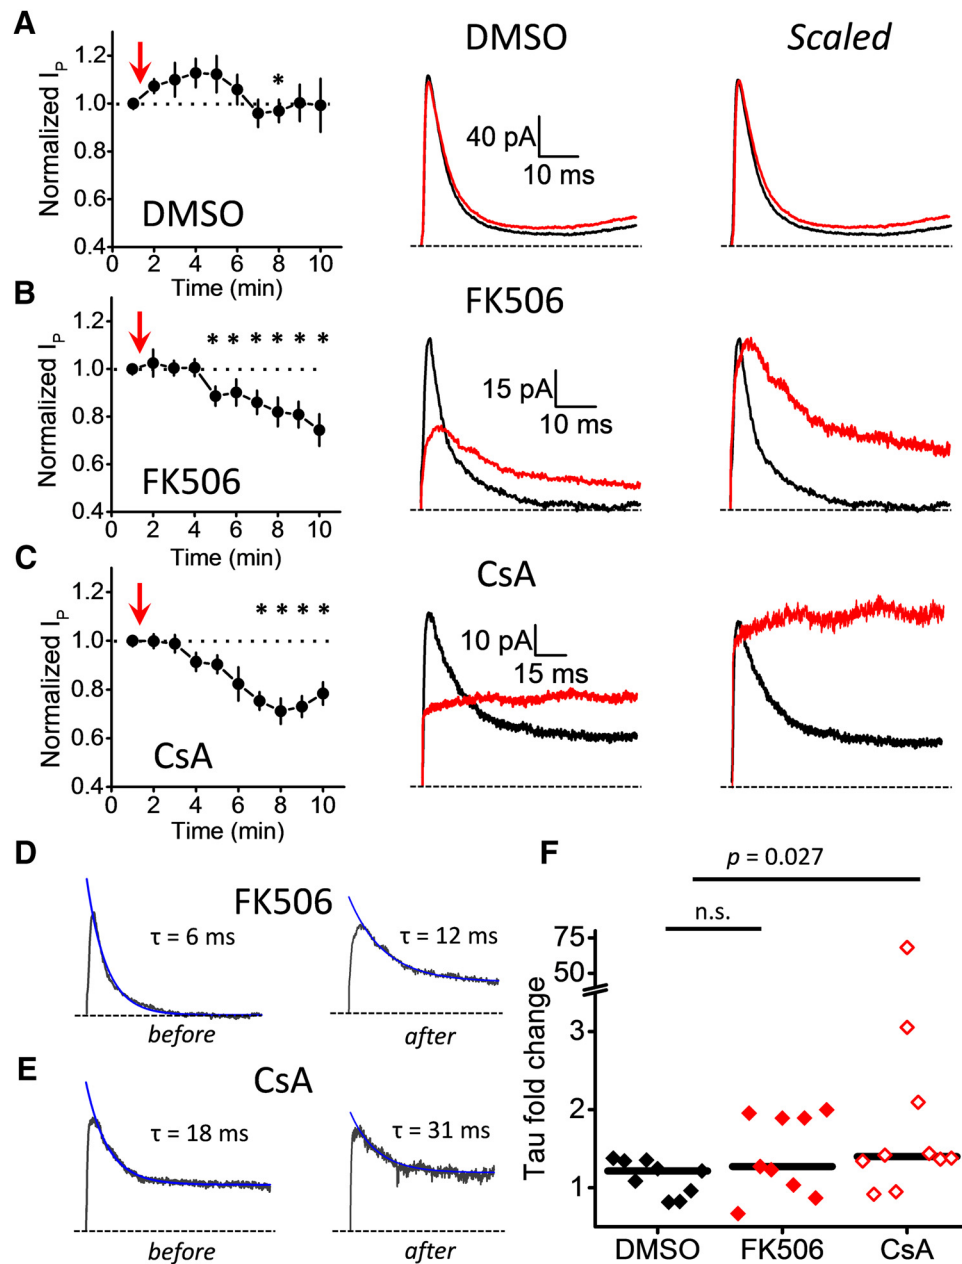 A
DMSO
Scaled
Normalized I_P
1.2
1.0
0.8
0.6
0.4
*
DMSO
0 2 4 6 8 10
Time (min)
40 pA
10 ms
B
FK506
Normalized I_P
1.2
1.0
0.8
0.6
0.4
* * * * * *
FK506
0 2 4 6 8 10
Time (min)
15 pA
10 ms
C
CsA
Normalized I_P
1.2
1.0
0.8
0.6
0.4
* * * *
CsA
0 2 4 6 8 10
Time (min)
10 pA
15 ms
D
FK506
τ = 6 ms
τ = 12 ms
before
after
E
CsA
τ = 18 ms
τ = 31 ms
before
after
F
p = 0.027
n.s.
Tau fold change
75
50
3
2
1
DMSO FK506 CsA